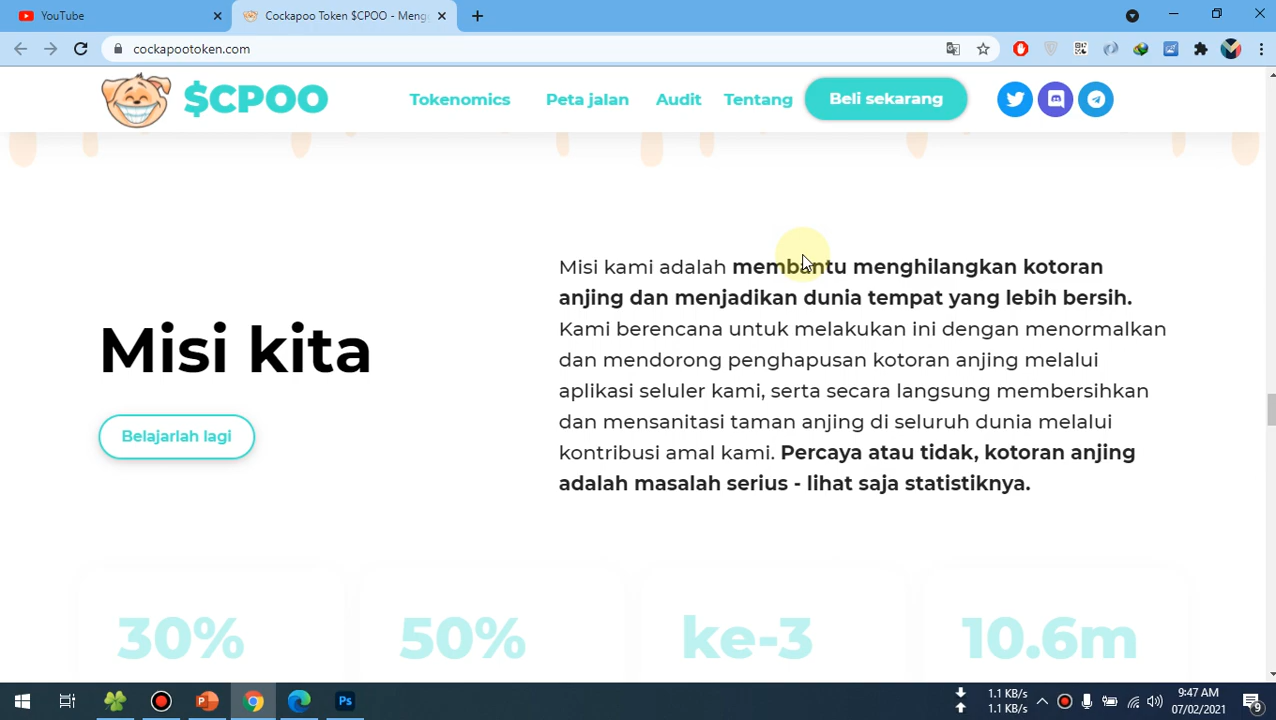 YouTube
Cockapoo Token $CPOO - Mengu
cockapootoken.com
$CPOO
Tokenomics
Peta jalan
Audit
Tentang
Beli sekarang
Misi kita
Belajarlah lagi
Misi kami adalah membantu menghilangkan kotoran
anjing dan menjadikan dunia tempat yang lebih bersih.
Kami berencana untuk melakukan ini dengan menormalkan
dan mendorong penghapusan kotoran anjing melalui
aplikasi seluler kami, serta secara langsung membersihkan
dan mensanitasi taman anjing di seluruh dunia melalui
kontribusi amal kami. Percaya atau tidak, kotoran anjing
adalah masalah serius - lihat saja statistiknya.
30%
50%
ke-3
10.6m
1.1 KB/s
1.1 KB/s
9:47 AM
07/02/2021
9
Ps